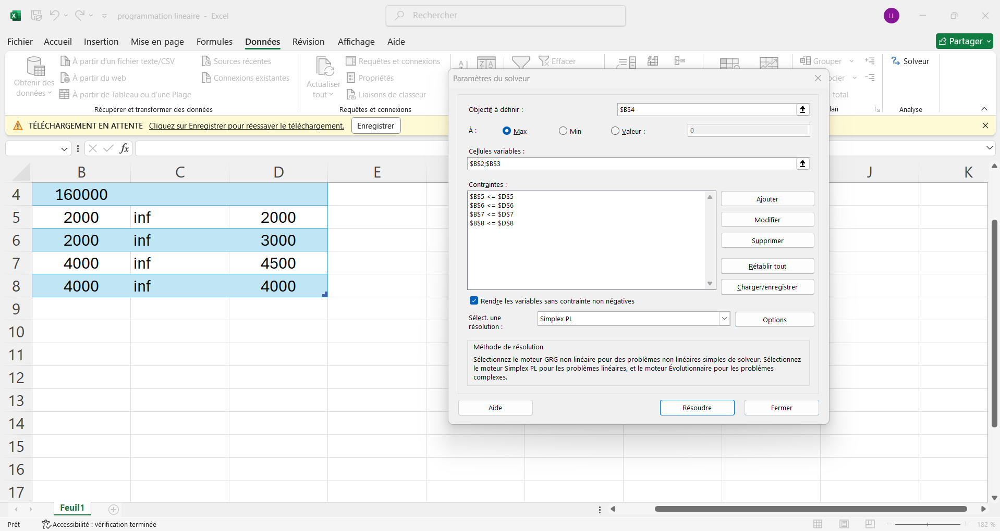 programmation lineaire - Excel
Rechercher
LL
Fichier Accueil Insertion Mise en page Formules Données Révision Affichage Aide
Partager
Obtenir des données
À partir d'un fichier texte/CSV
À partir du web
À partir de Tableau ou d'une Plage
Sources récentes
Connexions existantes
Récupérer et transformer des données
Actualiser tout
Requêtes et connexions
Propriétés
Liaisons de classeur
Requêtes et connexions
Effacer
Grouper
ocier
-total
lan
Solveur
Analyse
TÉLÉCHARGEMENT EN ATTENTE Cliquez sur Enregistrer pour réessayer le téléchargement. Enregistrer
fx
B C D E J K
4 160000
5 2000 inf 2000
6 2000 inf 3000
7 4000 inf 4500
8 4000 inf 4000
9
10
11
12
13
14
15
16
17
Paramètres du solveur
Objectif à définir : $B$4
À : Max Min Valeur : 0
Cellules variables :
$B$2;$B$3
Contraintes :
$B$5 <= $D$5
$B$6 <= $D$6
$B$7 <= $D$7
$B$8 <= $D$8
Ajouter
Modifier
Supprimer
Rétablir tout
Charger/enregistrer
Rendre les variables sans contrainte non négatives
Sélect. une
résolution :
Simplex PL
Options
Méthode de résolution
Sélectionnez le moteur GRG non linéaire pour des problèmes non linéaires simples de solveur. Sélectionnez
le moteur Simplex PL pour les problèmes linéaires, et le moteur Évolutionnaire pour les problèmes
complexes.
Aide Résoudre Fermer
Feuil1
Prêt Accessibilité : vérification terminée 182 %